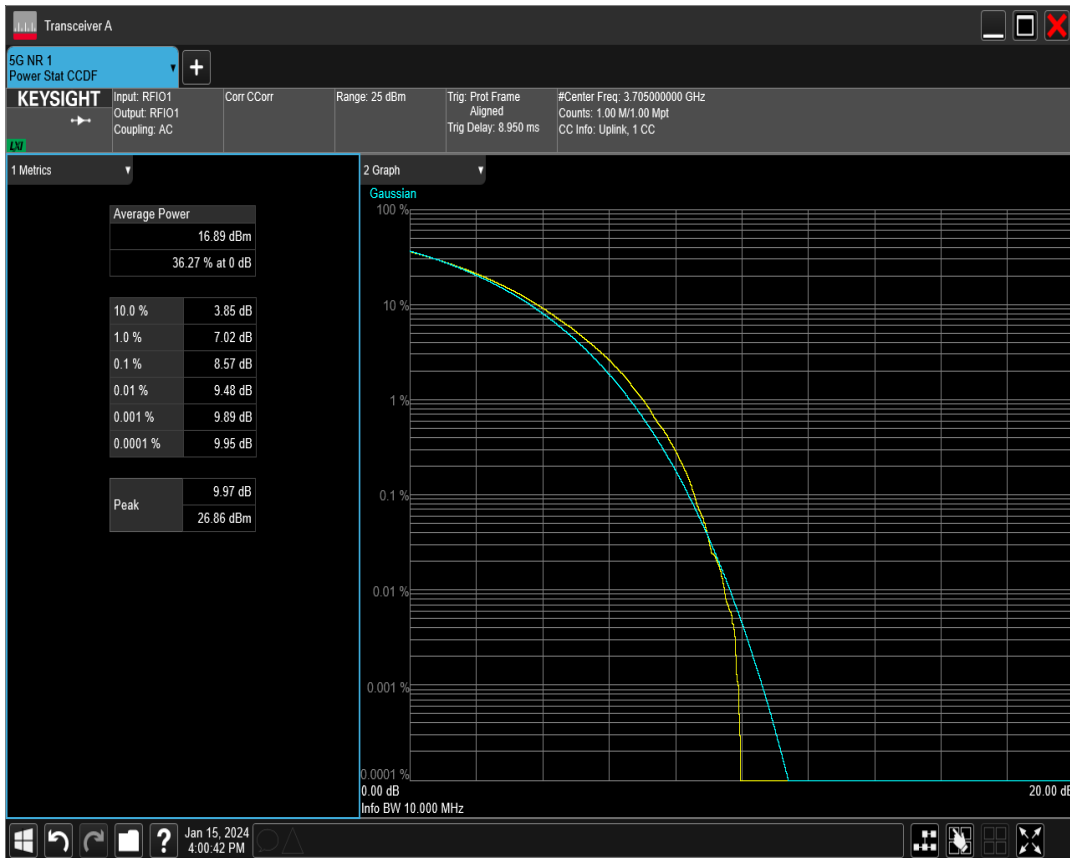 Transceiver A
5G NR 1
Power Stat CCDF
+
KEYSIGHT
LXI
Input: RFIO1
Output: RFIO1
Coupling: AC
Corr CCorr
Range: 25 dBm
Trig: Prot Frame
Aligned
Trig Delay: 8.950 ms
#Center Freq: 3.705000000 GHz
Counts: 1.00 M/1.00 Mpt
CC Info: Uplink, 1 CC
1 Metrics
Average Power
16.89 dBm
36.27 % at 0 dB
10.0 % 3.85 dB
1.0 % 7.02 dB
0.1 % 8.57 dB
0.01 % 9.48 dB
0.001 % 9.89 dB
0.0001 % 9.95 dB
Peak
9.97 dB
26.86 dBm
2 Graph
Gaussian
100 %
10 %
1 %
0.1 %
0.01 %
0.001 %
0.0001 %
0.00 dB 20.00 dB
Info BW 10.000 MHz
?
Jan 15, 2024
4:00:42 PM